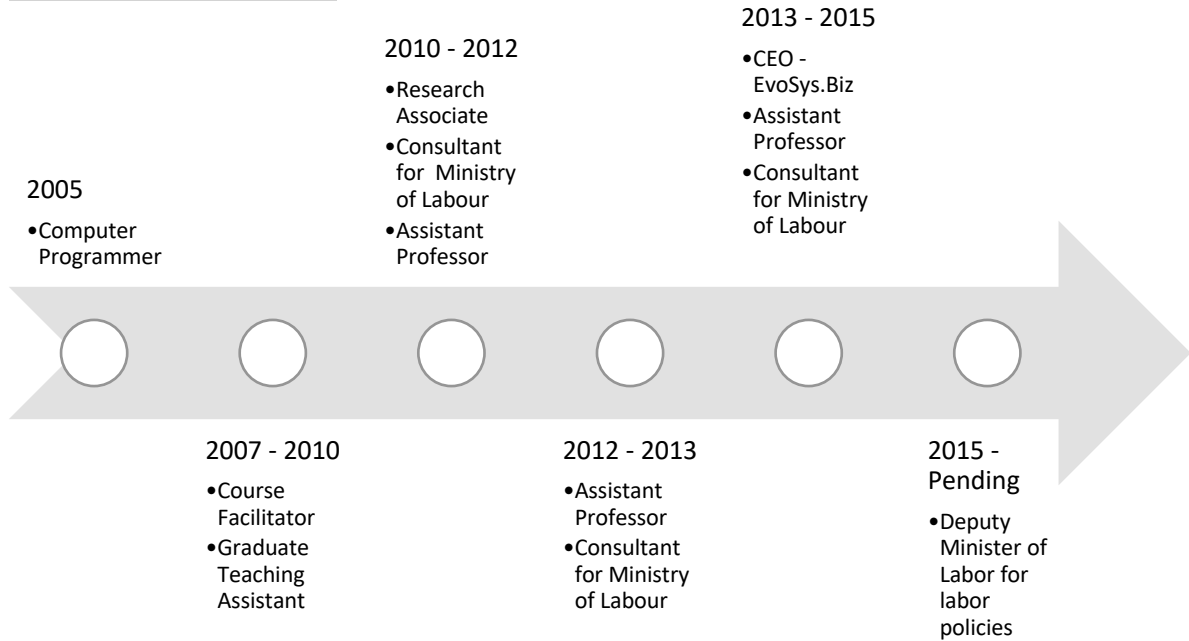 2005
•Computer
Programmer
2007 - 2010
•Course
Facilitator
•Graduate
Teaching
Assistant
2010 - 2012
•Research
Associate
•Consultant
for Ministry
of Labour
•Assistant
Professor
2012 - 2013
•Assistant
Professor
•Consultant
for Ministry
of Labour
2013 - 2015
•CEO -
EvoSys.Biz
•Assistant
Professor
•Consultant
for Ministry
of Labour
2015 -
Pending
•Deputy
Minister of
Labor for
labor
policies